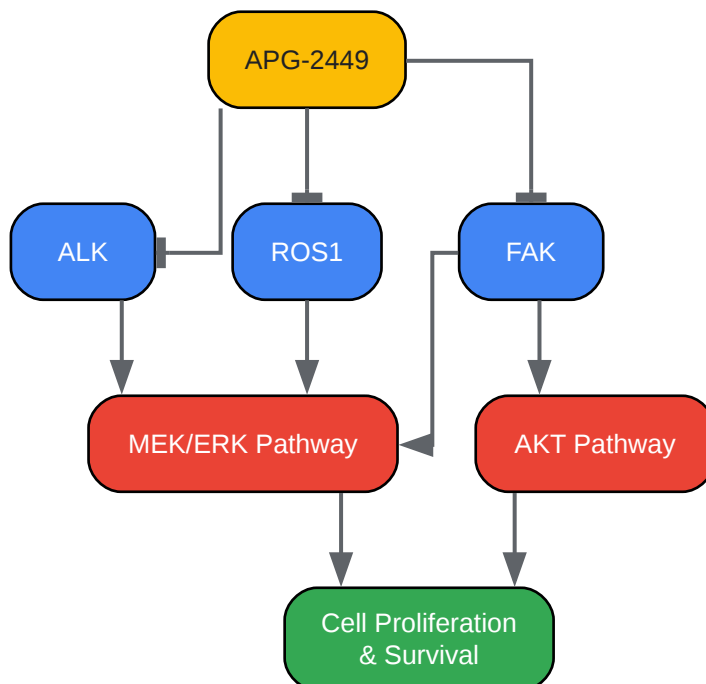 APG-2449
ALK
ROS1
FAK
MEK/ERK Pathway
AKT Pathway
Cell Proliferation
& Survival